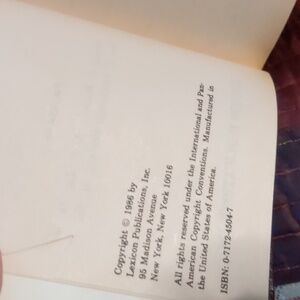 Copyright © 1986 by
Lexicon Publications, Inc.
95 Madison Avenue
New York, New York 10016
All rights reserved under the International and Pan-
American Copyright Conventions. Manufactured in
the United States of America.
ISBN: 0-7172-4504-7